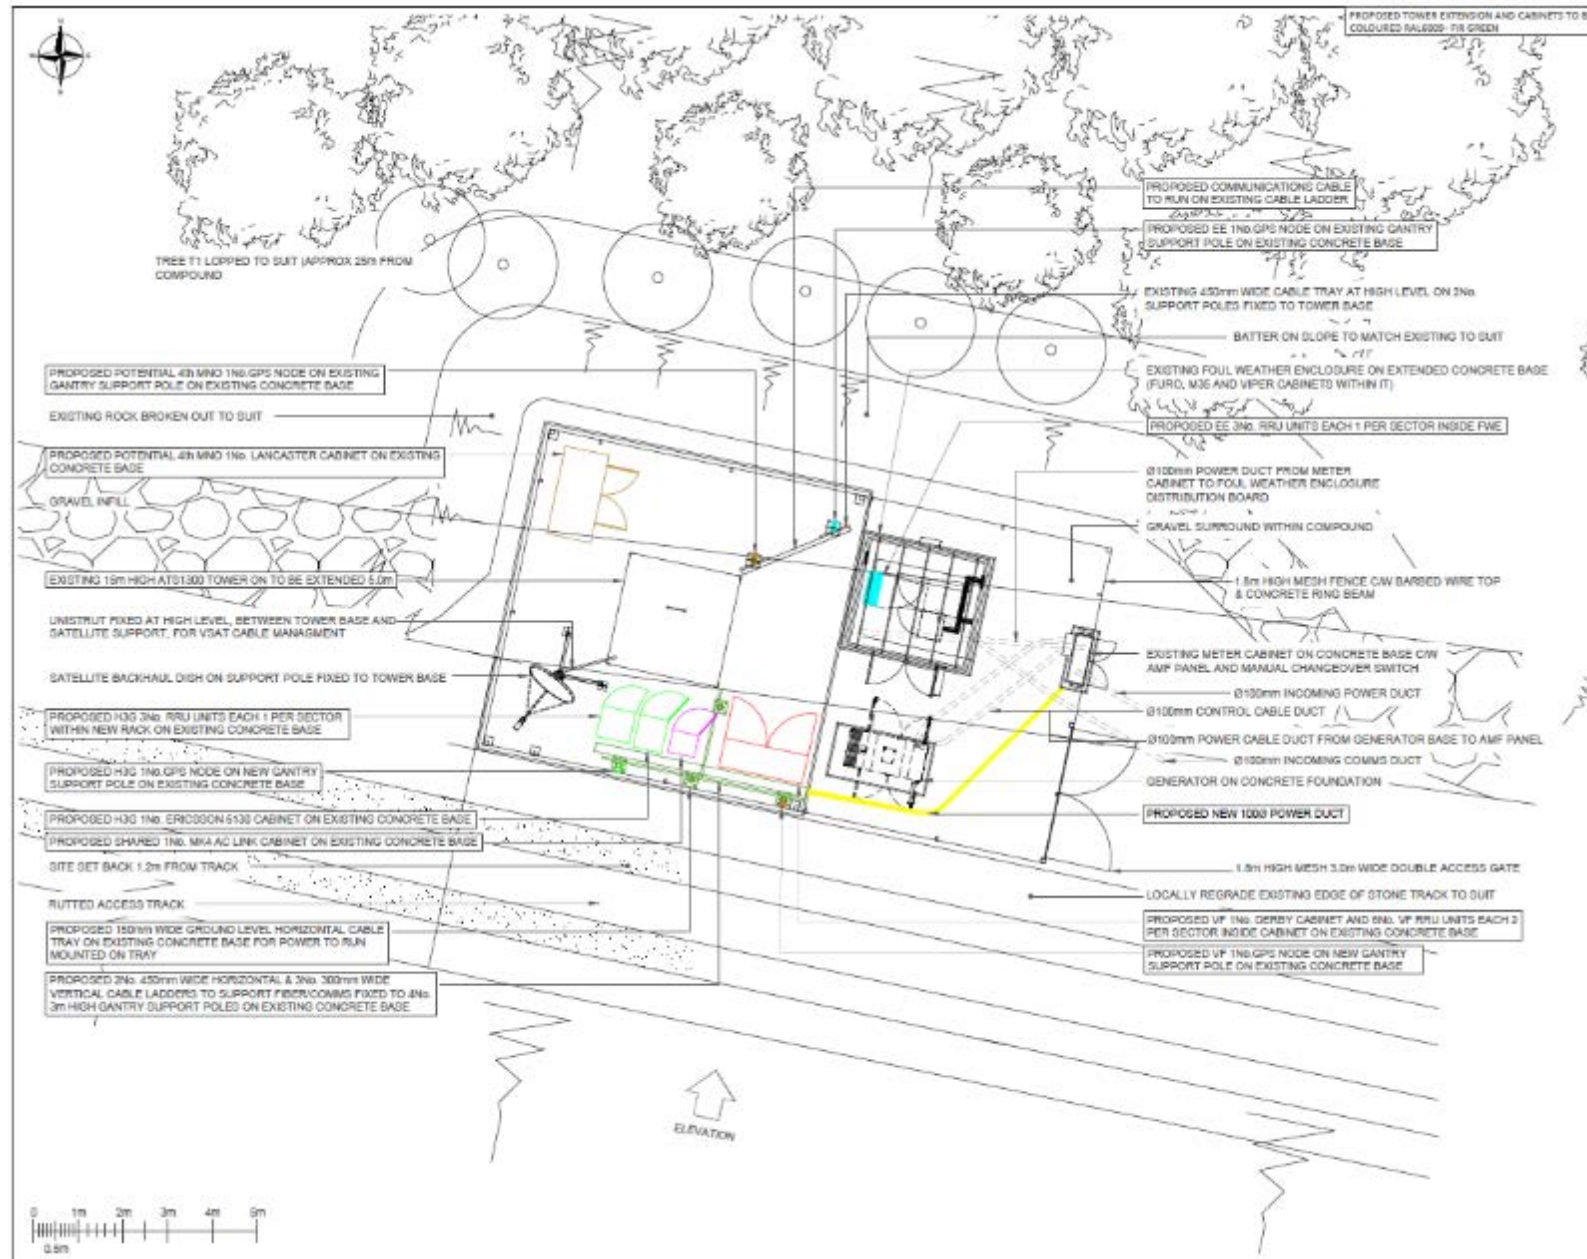 PROPOSED TOWER EXTENSION AND CABINETS TO B
COLOURED RAL6009- FIR GREEN
PROPOSED COMMUNICATIONS CABLE
TO RUN ON EXISTING CABLE LADDER
PROPOSED EE 1No.GPS NODE ON EXISTING GANTRY
SUPPORT POLE ON EXISTING CONCRETE BASE
TREE T1 LOPPED TO SUIT (APPROX 25m FROM
COMPOUND
EXISTING 450mm WIDE CABLE TRAY AT HIGH LEVEL ON 2No.
SUPPORT POLES FIXED TO TOWER BASE
BATTER ON SLOPE TO MATCH EXISTING TO SUIT
EXISTING FOUL WEATHER ENCLOSURE ON EXTENDED CONCRETE BASE
(FURO, M35 AND VIPER CABINETS WITHIN IT)
PROPOSED EE 3No. RRU UNITS EACH 1 PER SECTOR INSIDE FWE
PROPOSED POTENTIAL 4th MNO 1No.GPS NODE ON EXISTING
GANTRY SUPPORT POLE ON EXISTING CONCRETE BASE
EXISTING ROCK BROKEN OUT TO SUIT
PROPOSED POTENTIAL 4th MNO 1No. LANCASTER CABINET ON EXISTING
CONCRETE BASE
GRAVEL INFILL
Ø100mm POWER DUCT FROM METER
CABINET TO FOUL WEATHER ENCLOSURE
DISTRIBUTION BOARD
GRAVEL SURROUND WITHIN COMPOUND
EXISTING 15m HIGH ATS1300 TOWER ON TO BE EXTENDED 5.0m
1.8m HIGH MESH FENCE C/W BARBED WIRE TOP
& CONCRETE RING BEAM
UNISTRUT FIXED AT HIGH LEVEL, BETWEEN TOWER BASE AND
SATELLITE SUPPORT, FOR VSAT CABLE MANAGMENT
EXISTING METER CABINET ON CONCRETE BASE C/W
AMF PANEL AND MANUAL CHANGEOVER SWITCH
SATELLITE BACKHAUL DISH ON SUPPORT POLE FIXED TO TOWER BASE
Ø100mm INCOMING POWER DUCT
Ø100mm CONTROL CABLE DUCT
PROPOSED H3G 3No. RRU UNITS EACH 1 PER SECTOR
WITHIN NEW RACK ON EXISTING CONCRETE BASE
Ø100mm POWER CABLE DUCT FROM GENERATOR BASE TO AMF PANEL
Ø100mm INCOMING COMMS DUCT
PROPOSED H3G 1No.GPS NODE ON NEW GANTRY
SUPPORT POLE ON EXISTING CONCRETE BASE
GENERATOR ON CONCRETE FOUNDATION
PROPOSED H3G 1No. ERICSSON 6130 CABINET ON EXISTING CONCRETE BASE
PROPOSED NEW 100Ø POWER DUCT
PROPOSED SHARED 1No. MK4 AC LINK CABINET ON EXISTING CONCRETE BASE
SITE SET BACK 1.2m FROM TRACK
1.8m HIGH MESH 3.0m WIDE DOUBLE ACCESS GATE
LOCALLY REGRADE EXISTING EDGE OF STONE TRACK TO SUIT
RUTTED ACCESS TRACK
PROPOSED VF 1No. DERBY CABINET AND 6No. VF RRU UNITS EACH 2
PER SECTOR INSIDE CABINET ON EXISTING CONCRETE BASE
PROPOSED 150mm WIDE GROUND LEVEL HORIZONTAL CABLE
TRAY ON EXISTING CONCRETE BASE FOR POWER TO RUN
MOUNTED ON TRAY
PROPOSED VF 1No.GPS NODE ON NEW GANTRY
SUPPORT POLE ON EXISTING CONCRETE BASE
PROPOSED 2No. 450mm WIDE HORIZONTAL & 3No. 300mm WIDE
VERTICAL CABLE LADDERS TO SUPPORT FIBER/COMMS FIXED TO 4No.
3m HIGH GANTRY SUPPORT POLES ON EXISTING CONCRETE BASE
ELEVATION
0 1m 2m 3m 4m 5m
0.5m